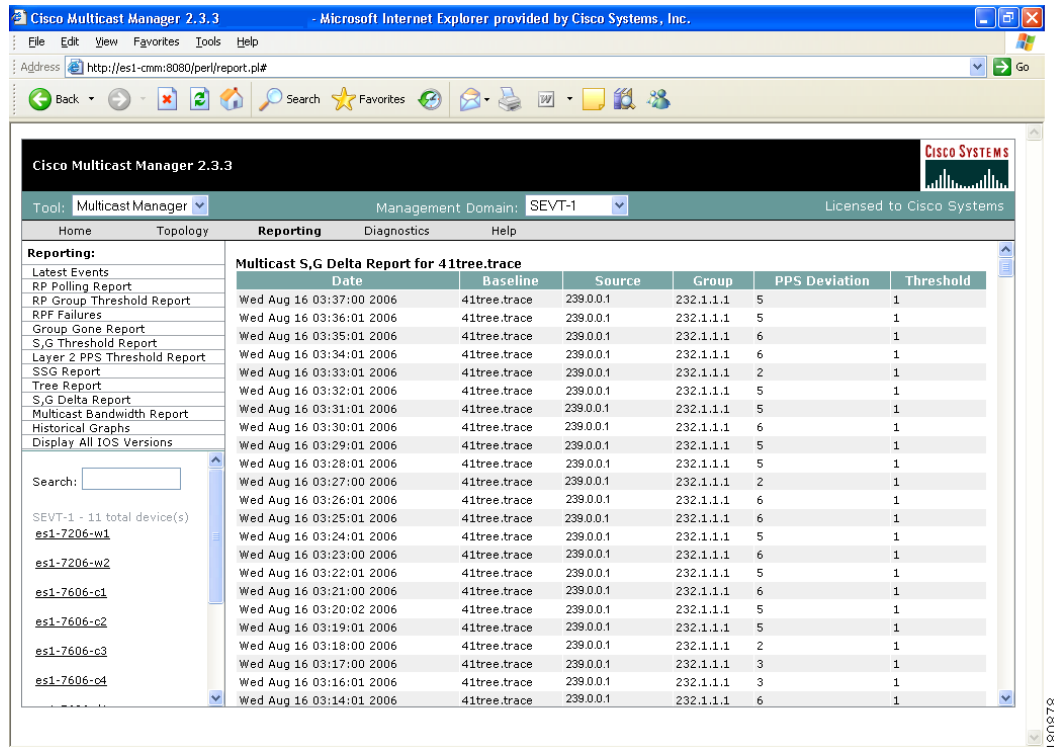 Cisco Multicast Manager 2.3.3 - Microsoft Internet Explorer provided by Cisco Systems, Inc.
File Edit View Favorites Tools Help
Address http://es1-cmm:8080/perl/report.pl# Go
Back Search Favorites
Cisco Multicast Manager 2.3.3
CISCO SYSTEMS
Tool: Multicast Manager Management Domain: SEVT-1 Licensed to Cisco Systems
Home Topology Reporting Diagnostics Help
Reporting:
Latest Events
RP Polling Report
RP Group Threshold Report
RPF Failures
Group Gone Report
S,G Threshold Report
Layer 2 PPS Threshold Report
SSG Report
Tree Report
S,G Delta Report
Multicast Bandwidth Report
Historical Graphs
Display All IOS Versions
Search:
SEVT-1 - 11 total device(s)
es1-7206-w1
es1-7206-w2
es1-7606-c1
es1-7606-c2
es1-7606-c3
es1-7606-c4
Multicast S,G Delta Report for 41tree.trace
Date Baseline Source Group PPS Deviation Threshold
Wed Aug 16 03:37:00 2006 41tree.trace 239.0.0.1 232.1.1.1 5 1
Wed Aug 16 03:36:01 2006 41tree.trace 239.0.0.1 232.1.1.1 5 1
Wed Aug 16 03:35:01 2006 41tree.trace 239.0.0.1 232.1.1.1 6 1
Wed Aug 16 03:34:01 2006 41tree.trace 239.0.0.1 232.1.1.1 6 1
Wed Aug 16 03:33:01 2006 41tree.trace 239.0.0.1 232.1.1.1 2 1
Wed Aug 16 03:32:01 2006 41tree.trace 239.0.0.1 232.1.1.1 5 1
Wed Aug 16 03:31:01 2006 41tree.trace 239.0.0.1 232.1.1.1 5 1
Wed Aug 16 03:30:01 2006 41tree.trace 239.0.0.1 232.1.1.1 6 1
Wed Aug 16 03:29:01 2006 41tree.trace 239.0.0.1 232.1.1.1 5 1
Wed Aug 16 03:28:01 2006 41tree.trace 239.0.0.1 232.1.1.1 5 1
Wed Aug 16 03:27:00 2006 41tree.trace 239.0.0.1 232.1.1.1 2 1
Wed Aug 16 03:26:01 2006 41tree.trace 239.0.0.1 232.1.1.1 6 1
Wed Aug 16 03:25:01 2006 41tree.trace 239.0.0.1 232.1.1.1 6 1
Wed Aug 16 03:24:01 2006 41tree.trace 239.0.0.1 232.1.1.1 5 1
Wed Aug 16 03:23:00 2006 41tree.trace 239.0.0.1 232.1.1.1 6 1
Wed Aug 16 03:22:01 2006 41tree.trace 239.0.0.1 232.1.1.1 5 1
Wed Aug 16 03:21:00 2006 41tree.trace 239.0.0.1 232.1.1.1 6 1
Wed Aug 16 03:20:02 2006 41tree.trace 239.0.0.1 232.1.1.1 5 1
Wed Aug 16 03:19:01 2006 41tree.trace 239.0.0.1 232.1.1.1 5 1
Wed Aug 16 03:18:00 2006 41tree.trace 239.0.0.1 232.1.1.1 2 1
Wed Aug 16 03:17:00 2006 41tree.trace 239.0.0.1 232.1.1.1 3 1
Wed Aug 16 03:16:01 2006 41tree.trace 239.0.0.1 232.1.1.1 3 1
Wed Aug 16 03:14:01 2006 41tree.trace 239.0.0.1 232.1.1.1 6 1